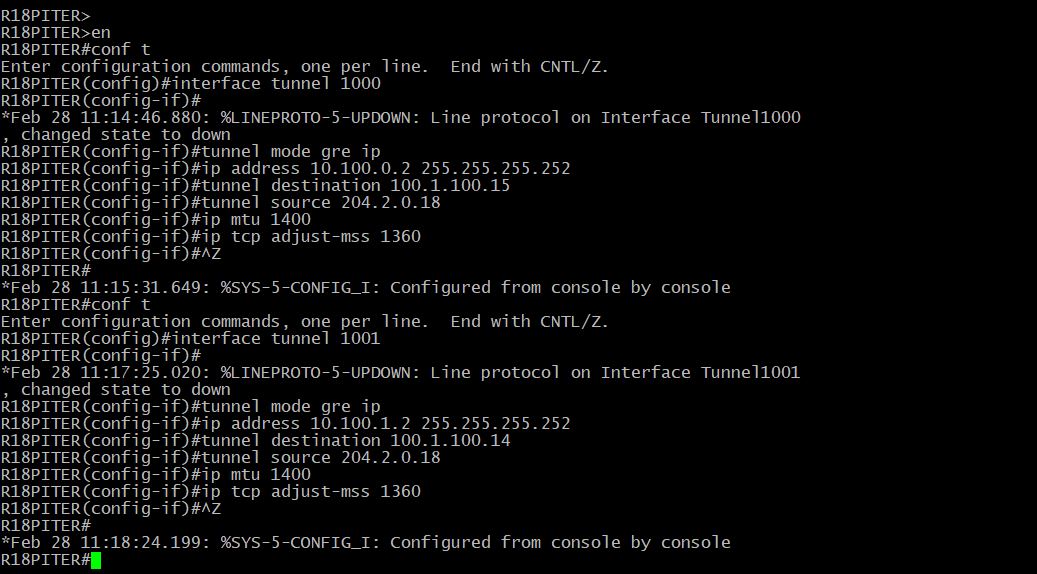 R18PITER>
R18PITER>en
R18PITER#conf t
Enter configuration commands, one per line.  End with CNTL/Z.
R18PITER(config)#interface tunnel 1000
R18PITER(config-if)#
*Feb 28 11:14:46.880: %LINEPROTO-5-UPDOWN: Line protocol on Interface Tunnel1000
, changed state to down
R18PITER(config-if)#tunnel mode gre ip
R18PITER(config-if)#ip address 10.100.0.2 255.255.255.252
R18PITER(config-if)#tunnel destination 100.1.100.15
R18PITER(config-if)#tunnel source 204.2.0.18
R18PITER(config-if)#ip mtu 1400
R18PITER(config-if)#ip tcp adjust-mss 1360
R18PITER(config-if)#^Z
R18PITER#
*Feb 28 11:15:31.649: %SYS-5-CONFIG_I: Configured from console by console
R18PITER#conf t
Enter configuration commands, one per line.  End with CNTL/Z.
R18PITER(config)#interface tunnel 1001
R18PITER(config-if)#
*Feb 28 11:17:25.020: %LINEPROTO-5-UPDOWN: Line protocol on Interface Tunnel1001
, changed state to down
R18PITER(config-if)#tunnel mode gre ip
R18PITER(config-if)#ip address 10.100.1.2 255.255.255.252
R18PITER(config-if)#tunnel destination 100.1.100.14
R18PITER(config-if)#tunnel source 204.2.0.18
R18PITER(config-if)#ip mtu 1400
R18PITER(config-if)#ip tcp adjust-mss 1360
R18PITER(config-if)#^Z
R18PITER#
*Feb 28 11:18:24.199: %SYS-5-CONFIG_I: Configured from console by console
R18PITER#